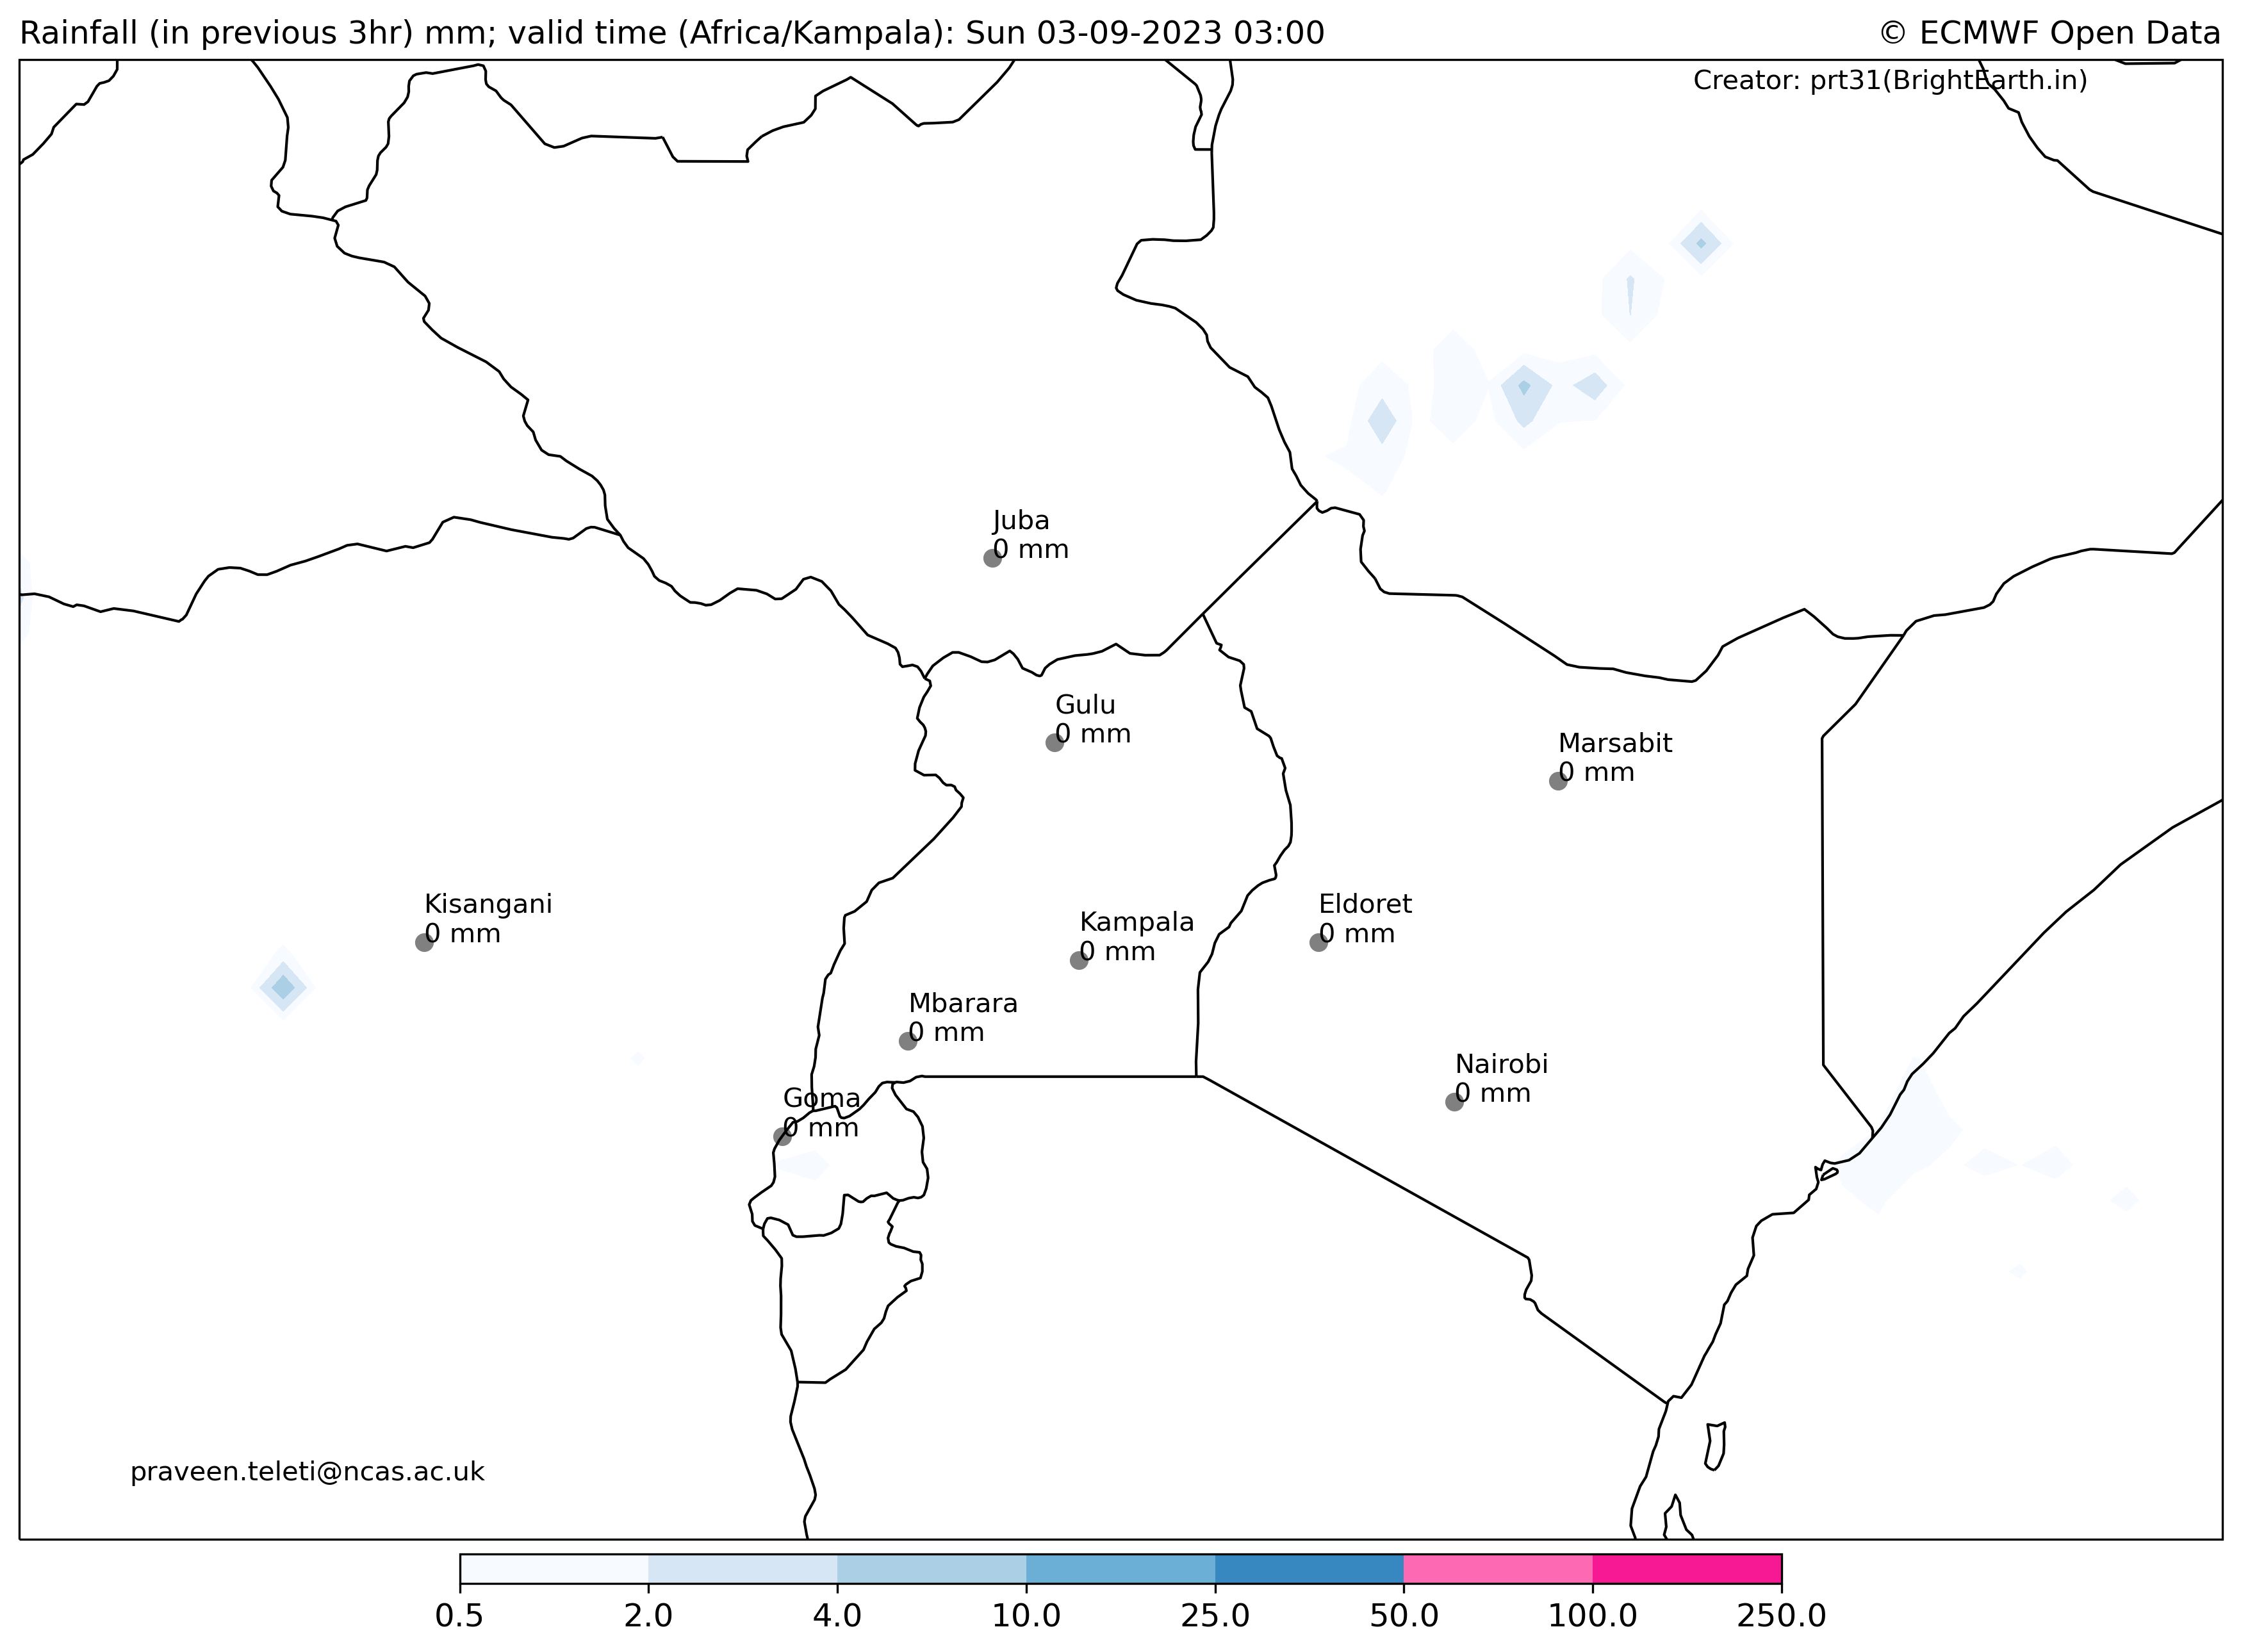 Rainfall (in previous 3hr) mm; valid time (Africa/Kampala): Sun 03-09-2023 03:00
© ECMWF Open Data
Creator: prt31(BrightEarth.in)
Juba
0 mm
Gulu
0 mm
Marsabit
0 mm
Kisangani
0 mm
Eldoret
0 mm
Kampala
0 mm
Mbarara
0 mm
Nairobi
0 mm
Goma
0 mm
praveen.teleti@ncas.ac.uk
0.5 2.0 4.0 10.0 25.0 50.0 100.0 250.0